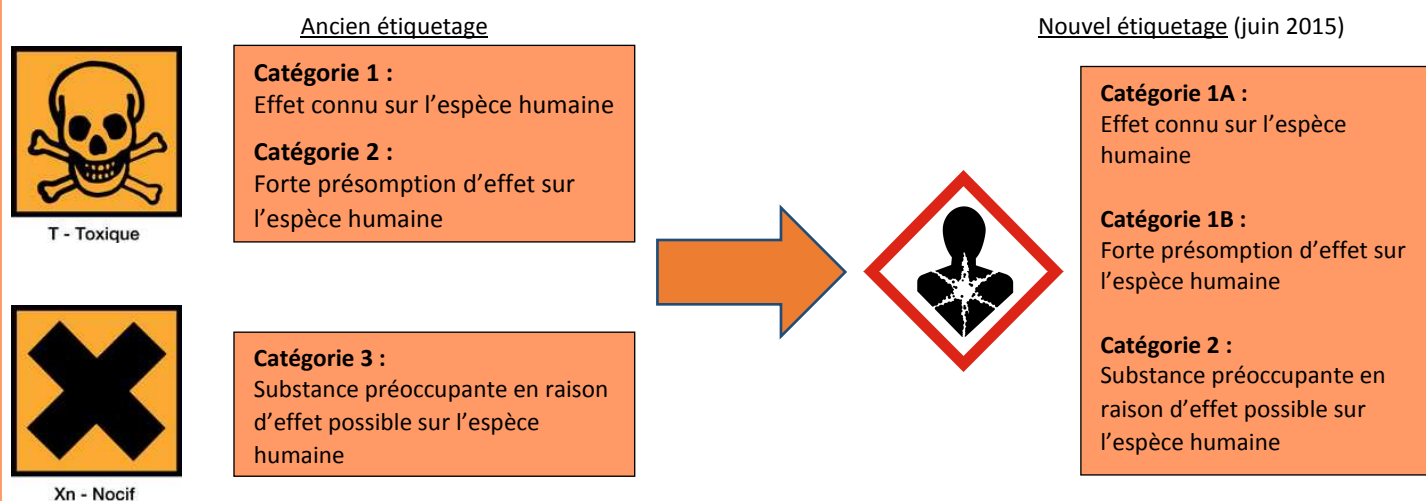 Ancien étiquetage
T - Toxique
Catégorie 1 :
Effet connu sur l’espèce humaine
Catégorie 2 :
Forte présomption d’effet sur
l’espèce humaine
Xn - Nocif
Catégorie 3 :
Substance préoccupante en raison
d’effet possible sur l’espèce
humaine
Nouvel étiquetage (juin 2015)
Catégorie 1A :
Effet connu sur l’espèce
humaine
Catégorie 1B :
Forte présomption d’effet sur
l’espèce humaine
Catégorie 2 :
Substance préoccupante en
raison d’effet possible sur
l’espèce humaine